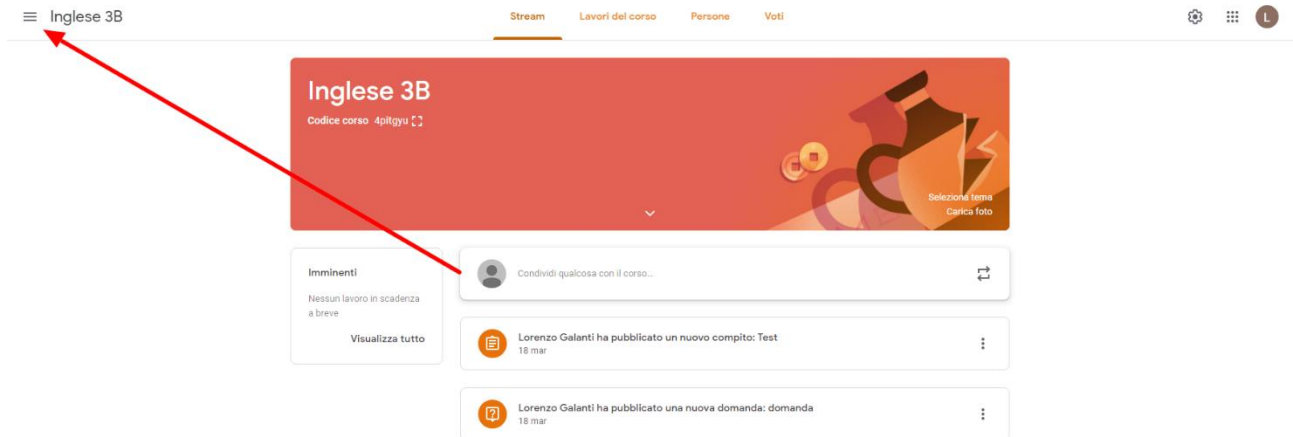 Inglese 3B
Stream Lavori del corso Persone Voti
L
Inglese 3B
Codice corso 4pitgyu
Seleziona tema
Carica foto
Imminenti
Nessun lavoro in scadenza
a breve
Visualizza tutto
Condividi qualcosa con il corso...
Lorenzo Galanti ha pubblicato un nuovo compito: Test
18 mar
Lorenzo Galanti ha pubblicato una nuova domanda: domanda
18 mar